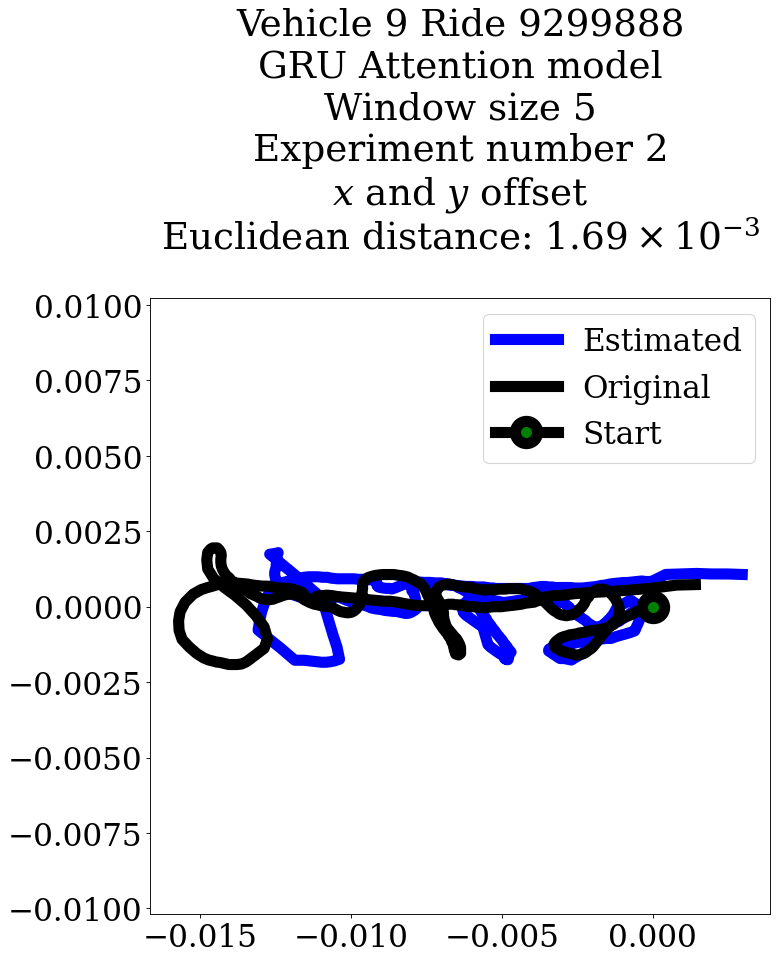 Vehicle 9 Ride 9299888
GRU Attention model
Window size 5
Experiment number 2
x and y offset
Euclidean distance: 1.69 × 10⁻³
0.0100
0.0075
0.0050
0.0025
0.0000
−0.0025
−0.0050
−0.0075
−0.0100
Estimated
Original
Start
−0.015
−0.010
−0.005
0.000